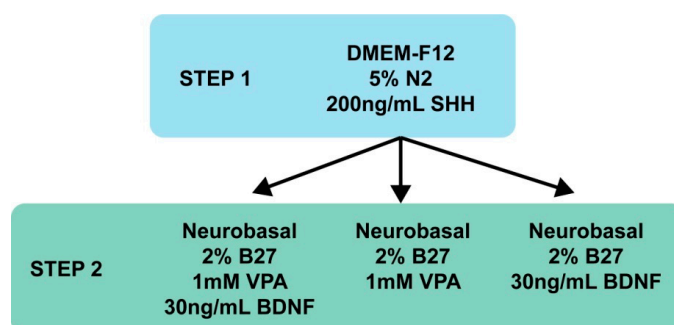 STEP 1
DMEM-F12
5% N2
200ng/mL SHH
STEP 2
Neurobasal
2% B27
1mM VPA
30ng/mL BDNF
Neurobasal
2% B27
1mM VPA
Neurobasal
2% B27
30ng/mL BDNF